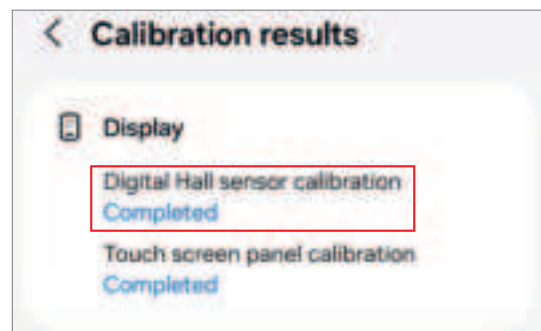 Calibration results
Display
Digital Hall sensor calibration
Completed
Touch screen panel calibration
Completed